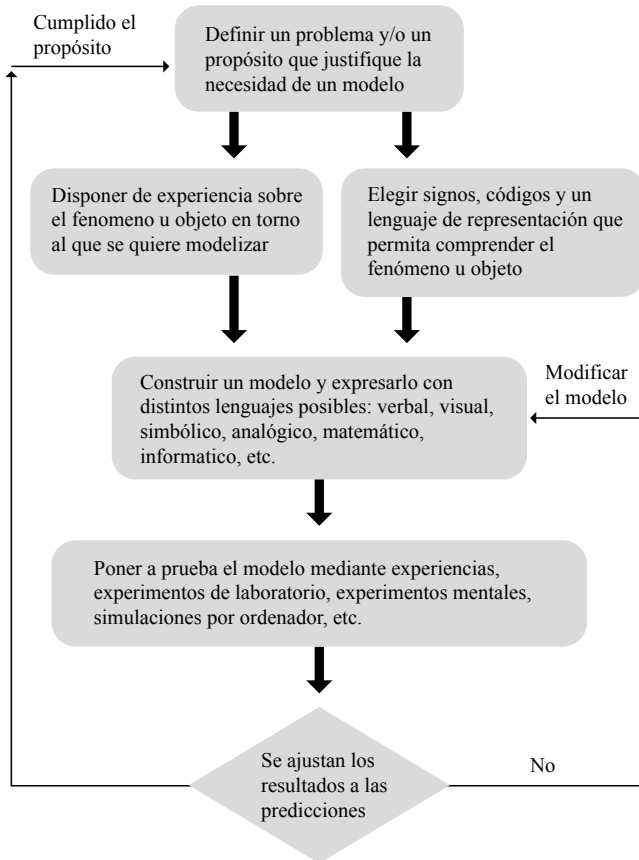 Cumplido el
propósito
Definir un problema y/o un
propósito que justifique la
necesidad de un modelo
Disponer de experiencia sobre
el fenomeno u objeto en torno
al que se quiere modelizar
Elegir signos, códigos y un
lenguaje de representación que
permita comprender el
fenómeno u objeto
Construir un modelo y expresarlo con
distintos lenguajes posibles: verbal, visual,
simbólico, analógico, matemático,
informatico, etc.
Modificar
el modelo
Poner a prueba el modelo mediante experiencias,
experimentos de laboratorio, experimentos mentales,
simulaciones por ordenador, etc.
Se ajustan los
resultados a las
predicciones
No